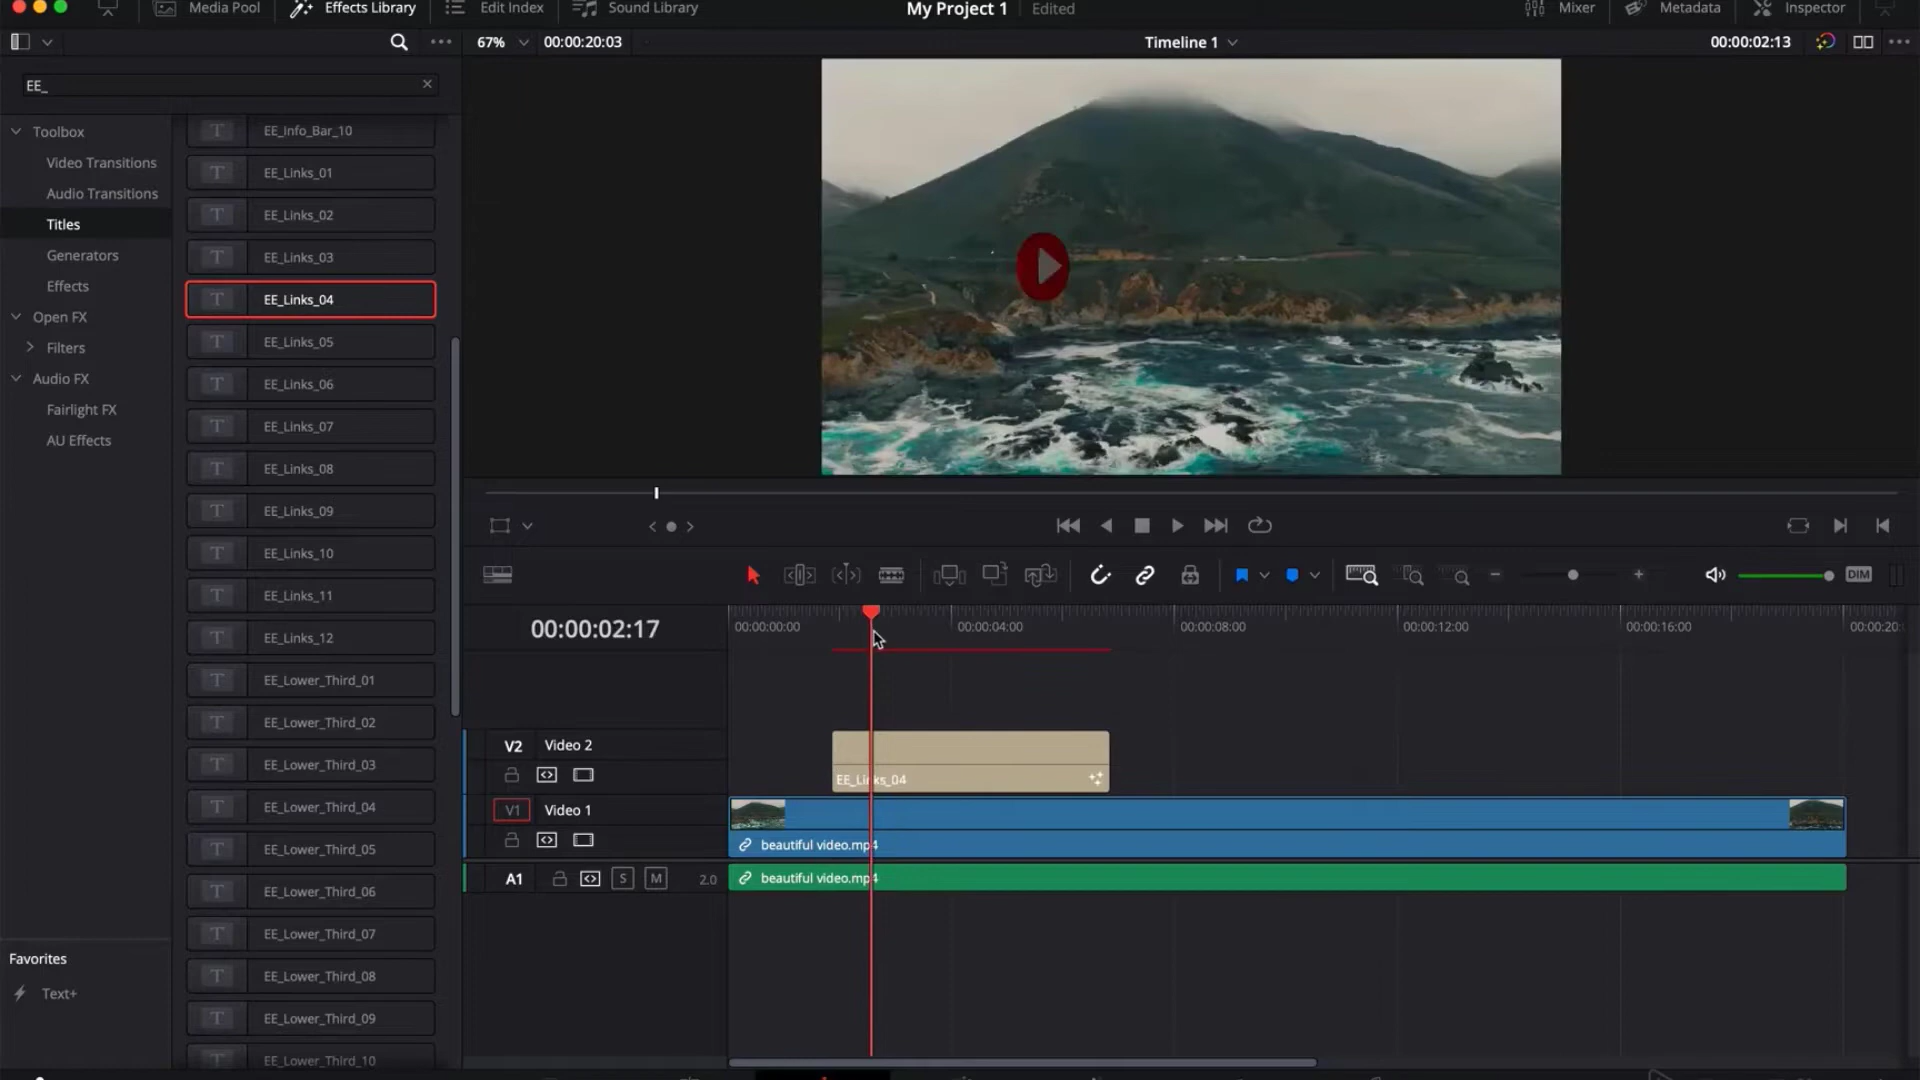 Media Pool
Effects Library
Edit Index
Sound Library
My Project 1
Edited
Mixer
Metadata
Inspector
67%
00:00:20:03
Timeline 1
00:00:02:13
EE_
Toolbox
Video Transitions
Audio Transitions
Titles
Generators
Effects
Open FX
Filters
Audio FX
Fairlight FX
AU Effects
Favorites
Text+
T EE_Info_Bar_10
T EE_Links_01
T EE_Links_02
T EE_Links_03
T EE_Links_04
T EE_Links_05
T EE_Links_06
T EE_Links_07
T EE_Links_08
T EE_Links_09
T EE_Links_10
T EE_Links_11
T EE_Links_12
T EE_Lower_Third_01
T EE_Lower_Third_02
T EE_Lower_Third_03
T EE_Lower_Third_04
T EE_Lower_Third_05
T EE_Lower_Third_06
T EE_Lower_Third_07
T EE_Lower_Third_08
T EE_Lower_Third_09
T EE_Lower_Third_10
DIM
00:00:02:17
00:00:00:00
00:00:04:00
00:00:08:00
00:00:12:00
00:00:16:00
00:00:20:
V2 Video 2
EE_Links_04
V1 Video 1
beautiful video.mp4
A1 S M 2.0
beautiful video.mp4